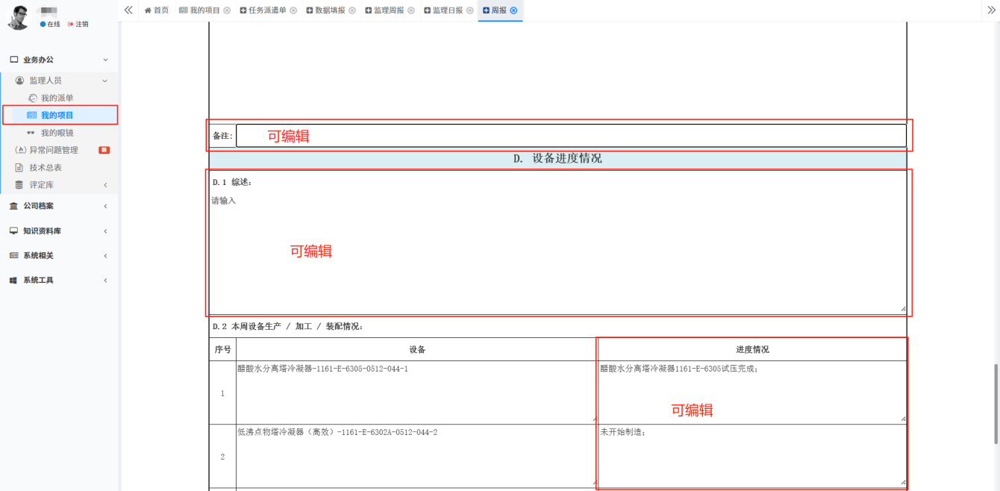 首页
我的项目
任务派遣单
数据填报
监理周报
监理日报
周报
在线 注销
业务办公
监理人员
我的派单
我的项目
我的眼镜
异常问题管理 新
技术总表
评定库
公司档案
知识资料库
系统相关
系统工具
备注: 可编辑
D. 设备进度情况
D.1 综述:
请输入
可编辑
D.2 本周设备生产 / 加工 / 装配情况:
序号 设备 进度情况
1 醋酸水分离塔冷凝器-1161-E-6305-0512-044-1 醋酸水分离塔冷凝器1161-E-6305试压完成;
可编辑
2 低沸点物塔冷凝器（高效）-1161-E-6302A-0512-044-2 未开始制造;